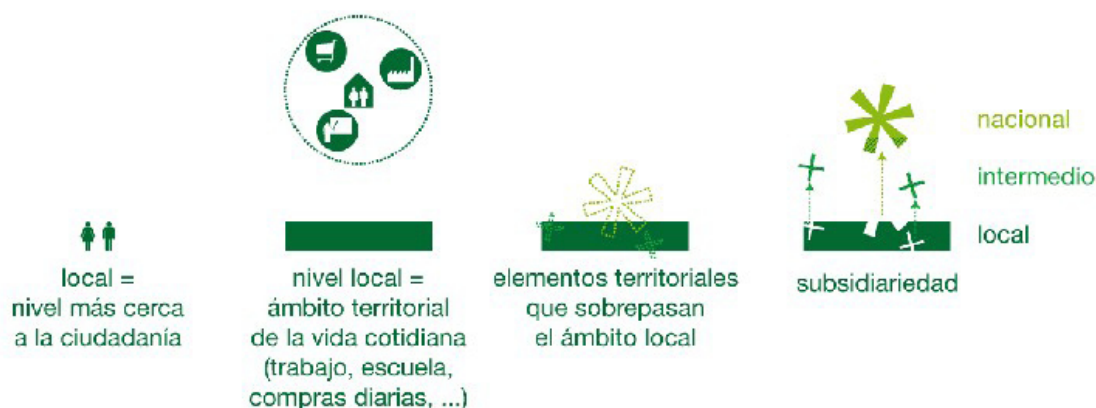 local =
nivel más cerca
a la ciudadanía
nivel local =
ámbito territorial
de la vida cotidiana
(trabajo, escuela,
compras diarias, ...)
elementos territoriales
que sobrepasan
el ámbito local
subsidiariedad
nacional
intermedio
local